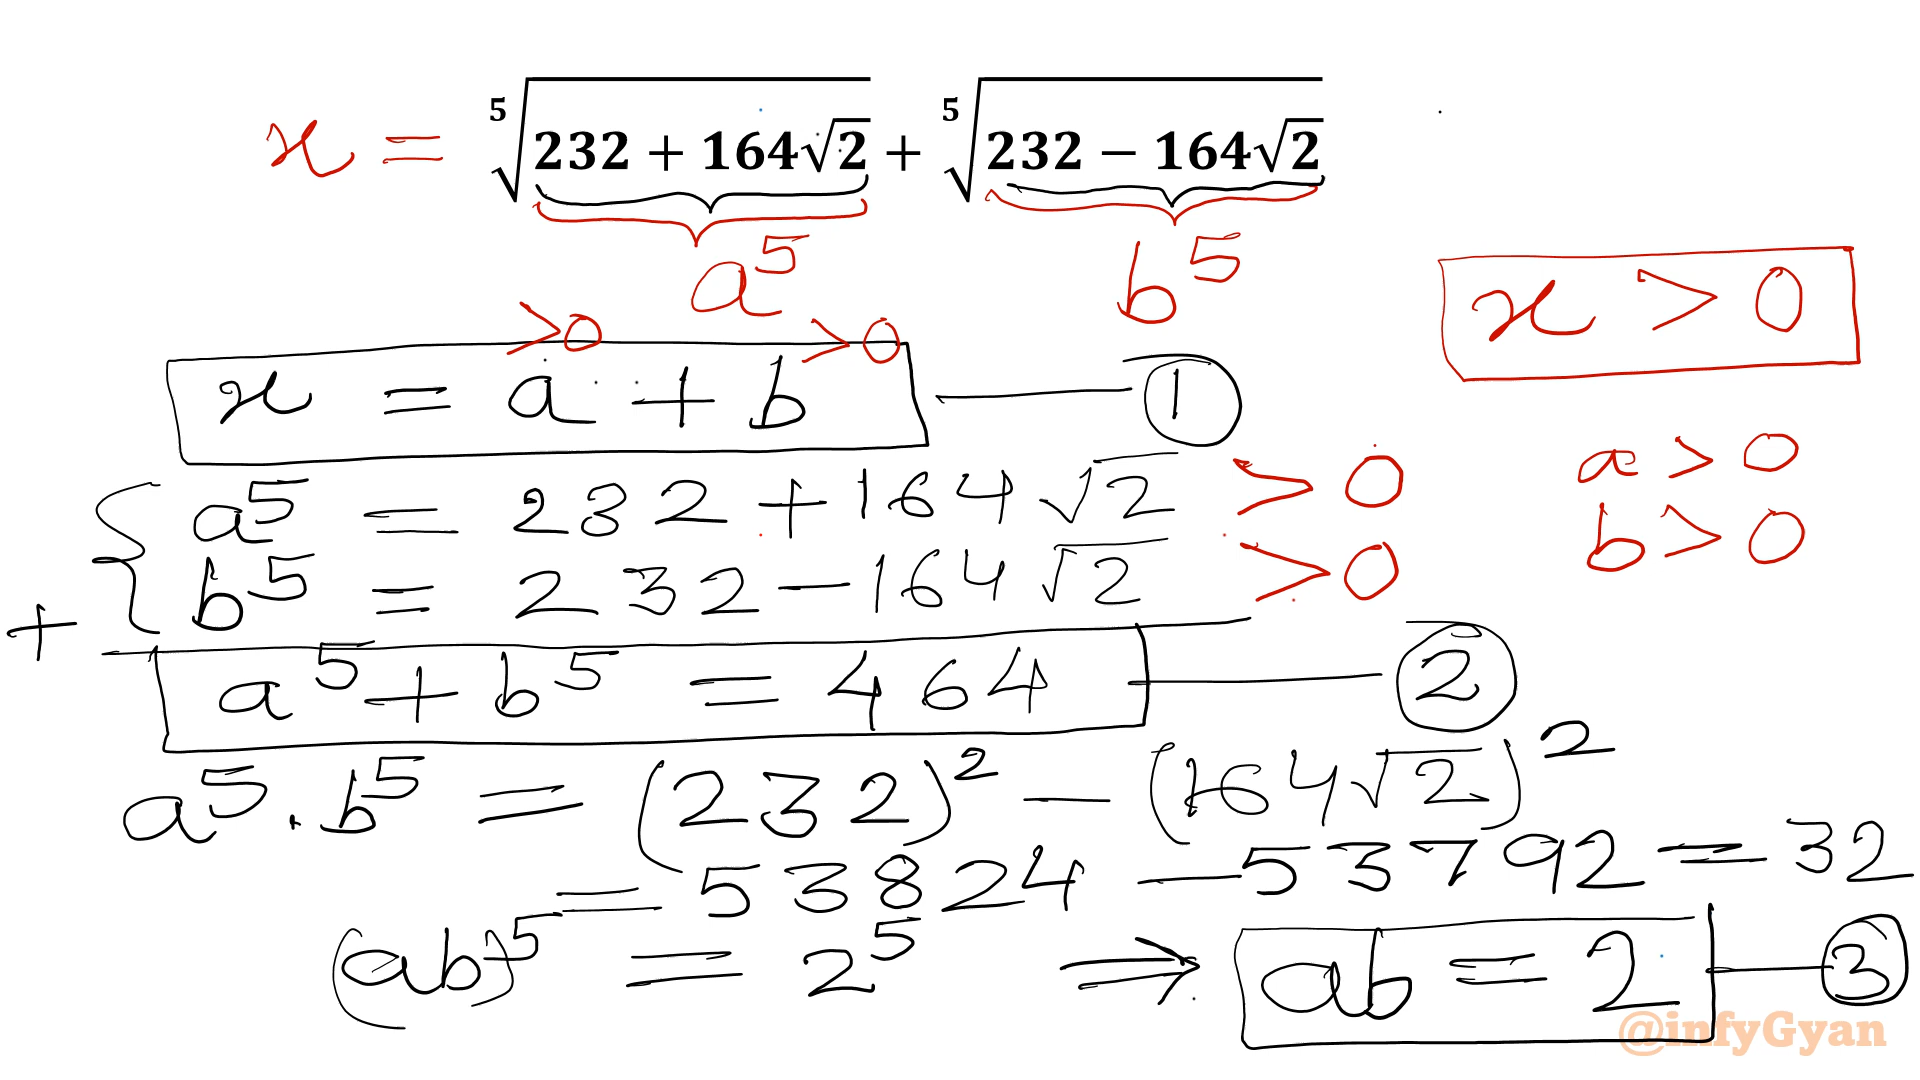 x = ⁵√(232 + 164√2) + ⁵√(232 − 164√2)
a⁵ b⁵
x > 0
>0 >0
x = a + b — ①
a > 0
a⁵ = 232 + 164√2 > 0
b > 0
b⁵ = 232 − 164√2 > 0
+
a⁵ + b⁵ = 464 — ②
a⁵ . b⁵ = (232)² − (164√2)²
= 53824 − 53792 = 32
(ab)⁵ = 2⁵ ⇒ ab = 2 — ③
@infyGyan